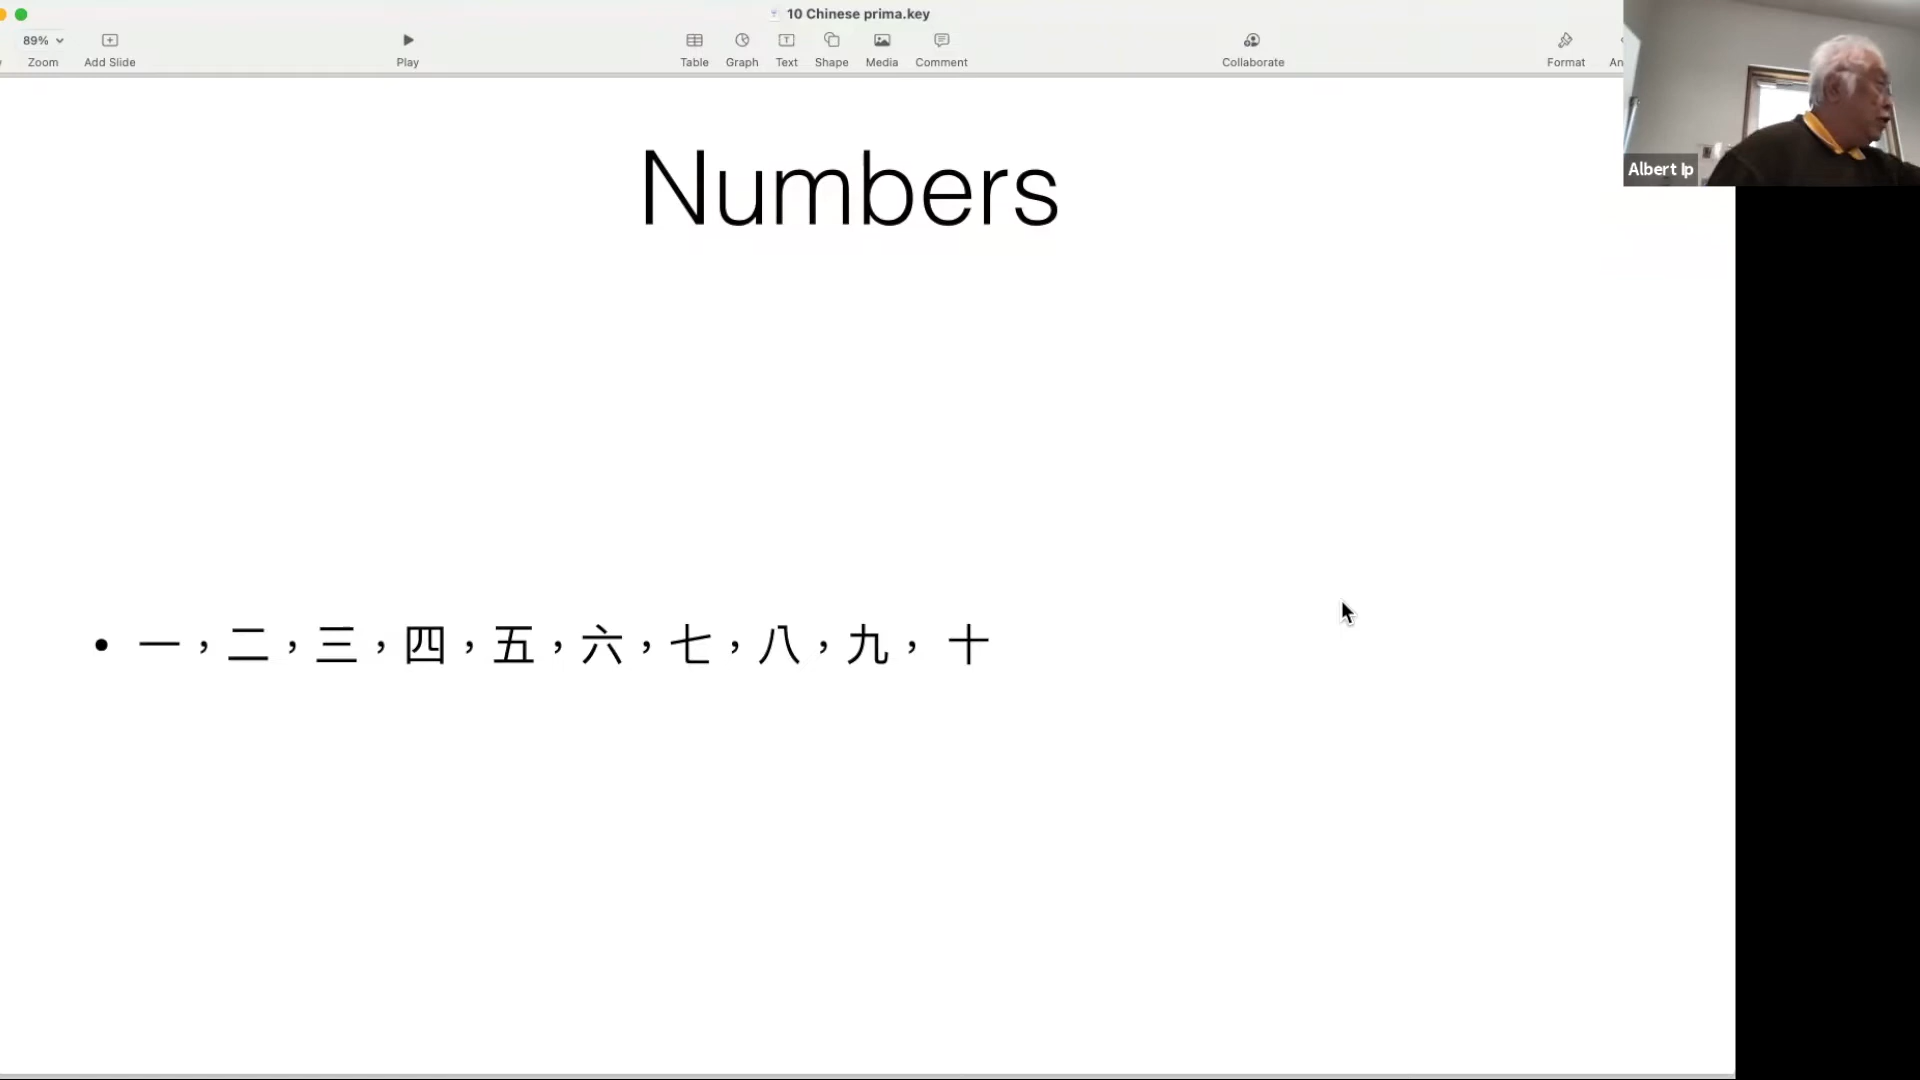 10 Chinese prima.key
89%
Zoom
Add Slide
Play
Table
Graph
Text
Shape
Media
Comment
Collaborate
Format
An
Albert Ip
Numbers
• 一，二，三，四，五，六，七，八，九， 十